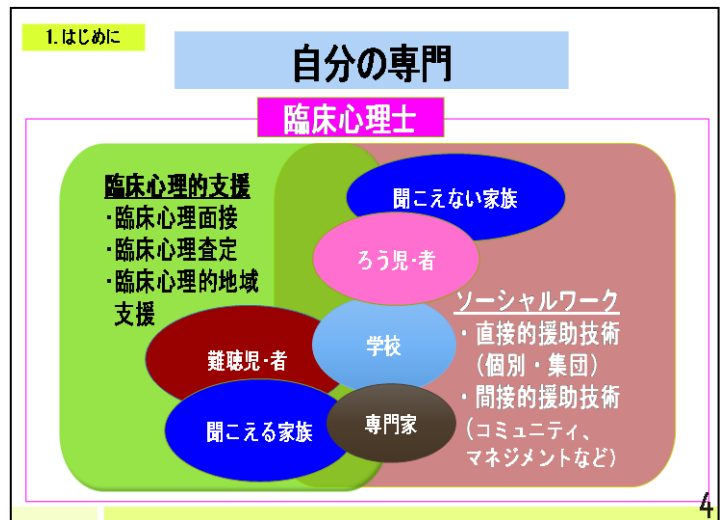 1.はじめに
自分の専門
臨床心理士
臨床心理的支援
・臨床心理面接
・臨床心理査定
・臨床心理的地域
支援
聞こえない家族
ろう児・者
ソーシャルワーク
・直接的援助技術
(個別・集団)
・間接的援助技術
(コミュニティ、
マネジメントなど)
学校
難聴児・者
専門家
聞こえる家族
4